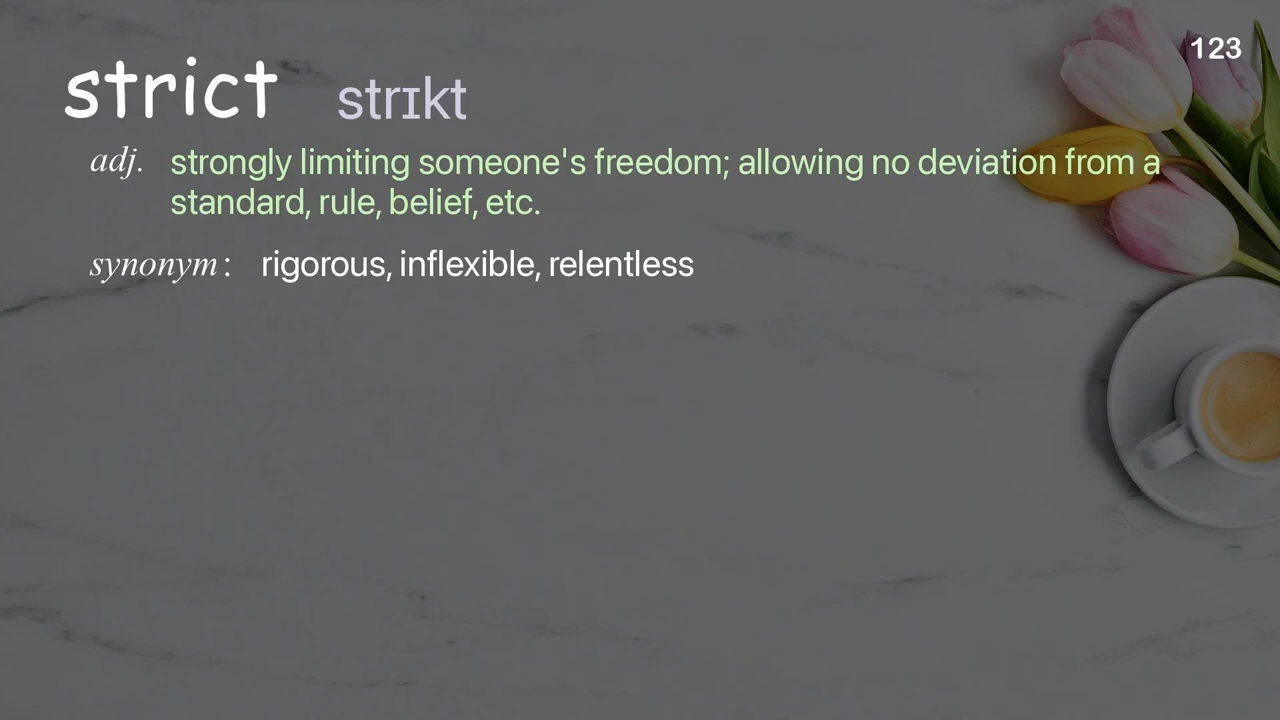 123
strict strɪkt
adj. strongly limiting someone's freedom; allowing no deviation from a
standard, rule, belief, etc.
synonym: rigorous, inflexible, relentless